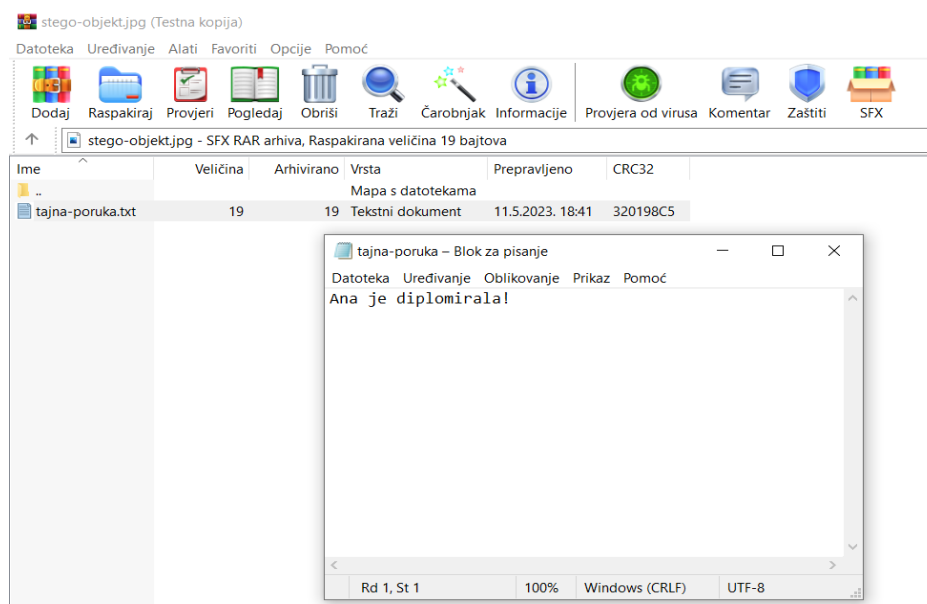 stego-objekt.jpg (Testna kopija)
Datoteka Uređivanje Alati Favoriti Opcije Pomoć
Dodaj Raspakiraj Provjeri Pogledaj Obriši Traži Čarobnjak Informacije Provjera od virusa Komentar Zaštiti SFX
stego-objekt.jpg - SFX RAR arhiva, Raspakirana veličina 19 bajtova
Ime Veličina Arhivirano Vrsta Prepravljeno CRC32
.. Mapa s datotekama
tajna-poruka.txt 19 19 Tekstni dokument 11.5.2023. 18:41 320198C5
tajna-poruka – Blok za pisanje
Datoteka Uređivanje Oblikovanje Prikaz Pomoć
Ana je diplomirala!
Rd 1, St 1 100% Windows (CRLF) UTF-8